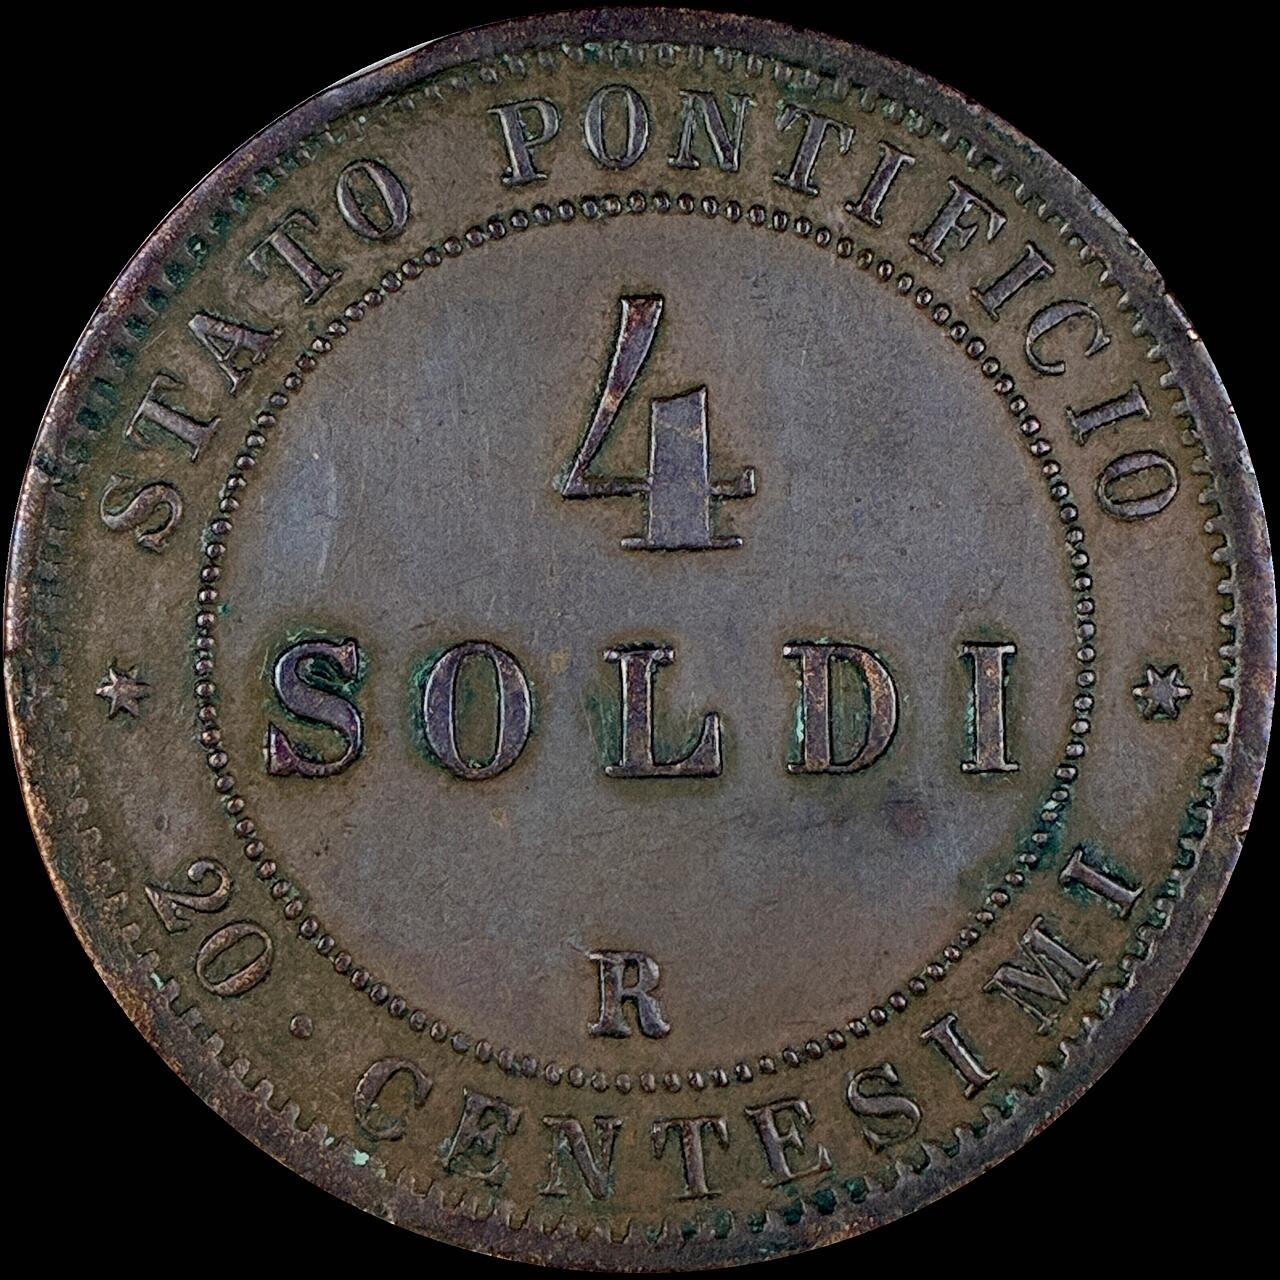 STATO PONTIFICIO
4
SOLDI
R
20 . CENTESIMI